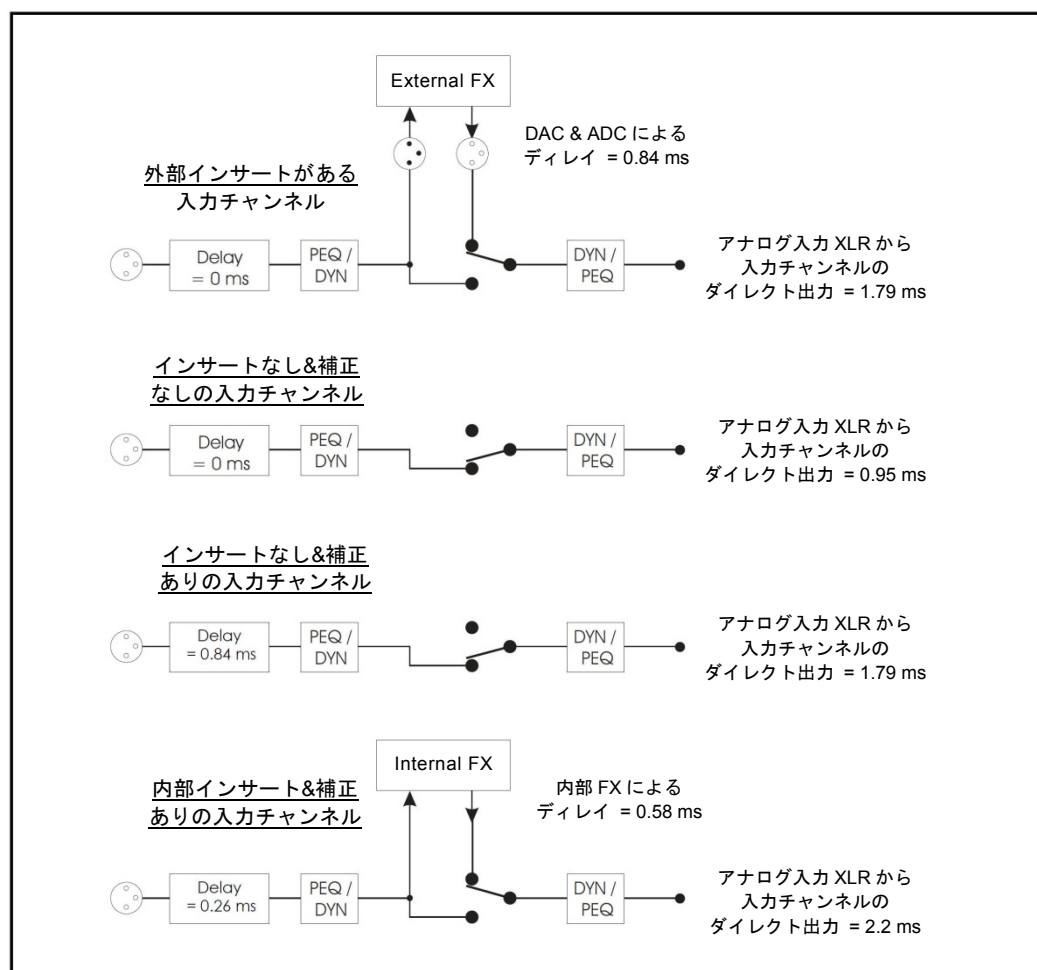 External FX
DAC & ADC による
ディレイ = 0.84 ms
外部インサートがある
入力チャンネル
Delay
= 0 ms
PEQ /
DYN
DYN /
PEQ
アナログ入力 XLR から
入力チャンネルの
ダイレクト出力 = 1.79 ms
インサートなし&補正
なしの入力チャンネル
Delay
= 0 ms
PEQ /
DYN
DYN /
PEQ
アナログ入力 XLR から
入力チャンネルの
ダイレクト出力 = 0.95 ms
インサートなし&補正
ありの入力チャンネル
Delay
= 0.84 ms
PEQ /
DYN
DYN /
PEQ
アナログ入力 XLR から
入力チャンネルの
ダイレクト出力 = 1.79 ms
Internal FX
内部 FX による
ディレイ = 0.58 ms
内部インサート&補正
ありの入力チャンネル
Delay
= 0.26 ms
PEQ /
DYN
DYN /
PEQ
アナログ入力 XLR から
入力チャンネルの
ダイレクト出力 = 2.2 ms